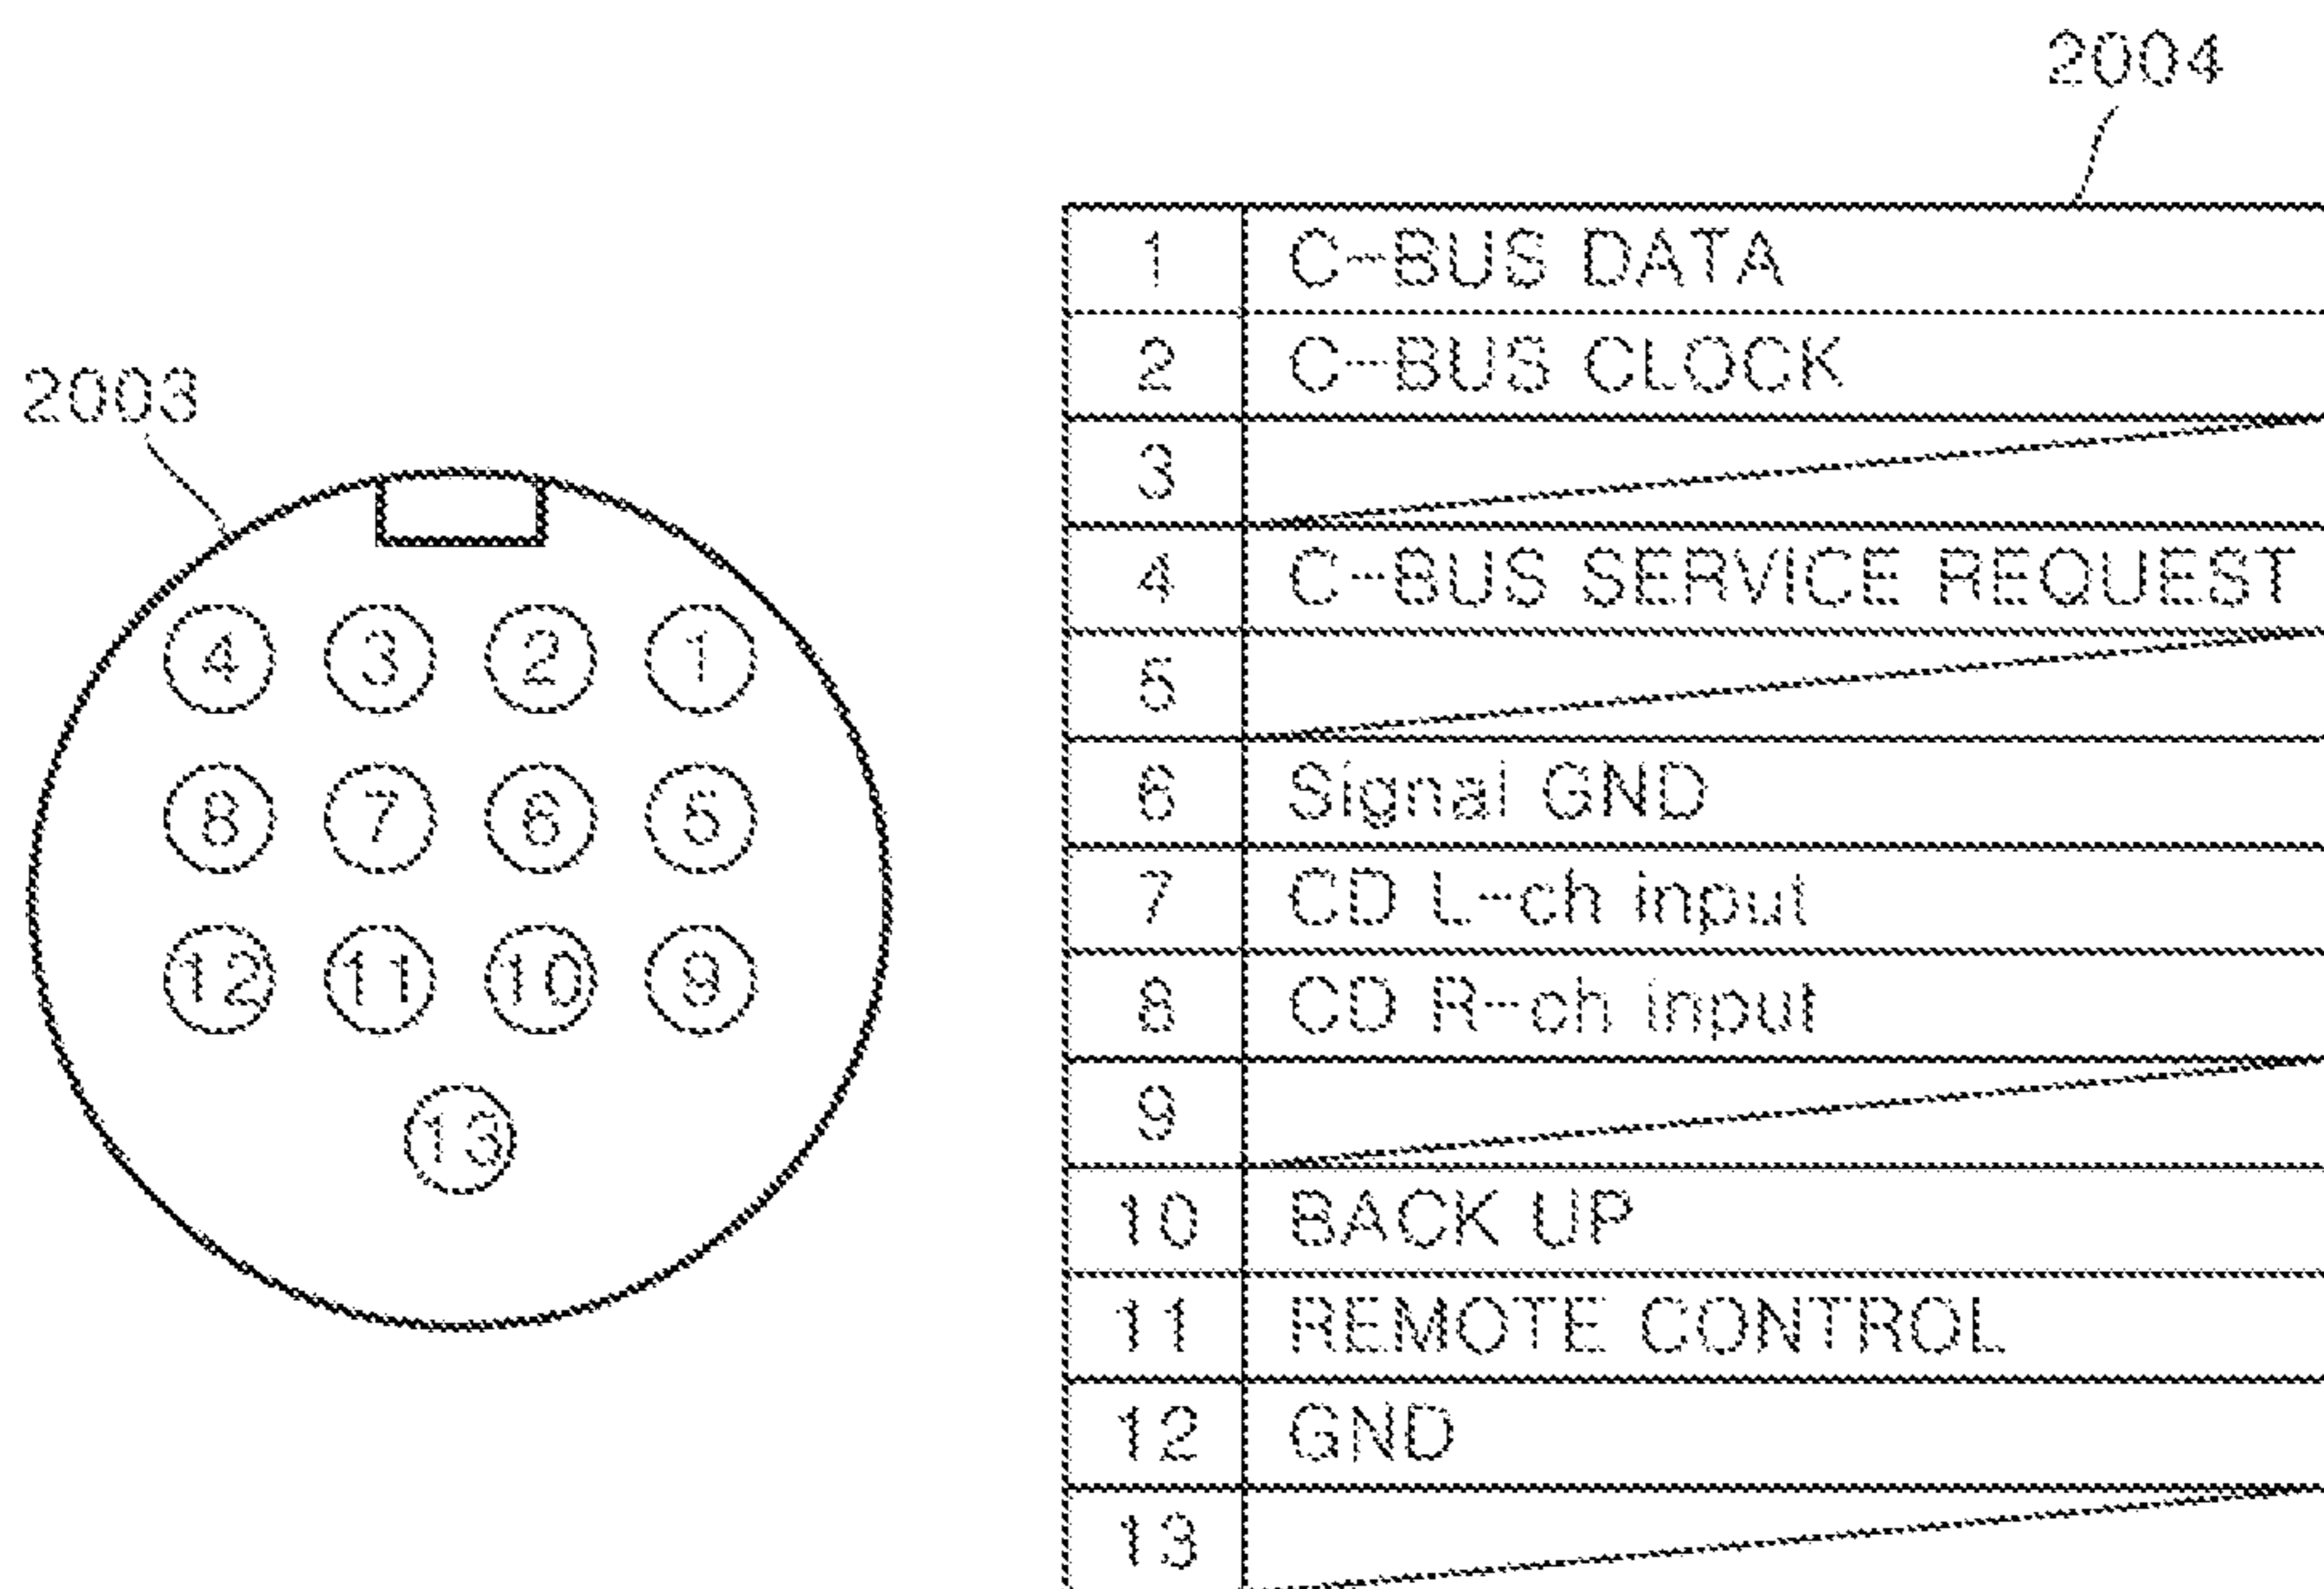 2004
2003
4 3 2 1
8 7 6 5
12 11 10 9
13
1 C-BUS DATA
2 C-BUS CLOCK
3
4 C-BUS SERVICE REQUEST
5
6 Signal GND
7 CD L-ch input
8 CD R-ch input
9
10 BACK UP
11 REMOTE CONTROL
12 GND
13